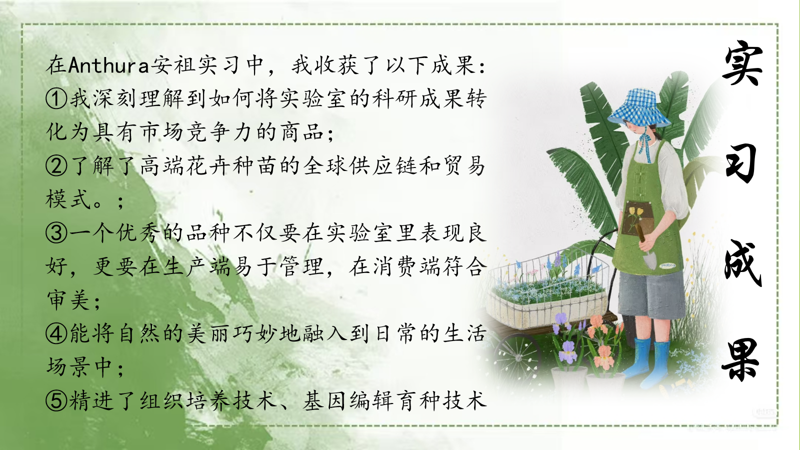 在Anthura安祖实习中，我收获了以下成果：
①我深刻理解到如何将实验室的科研成果转
化为具有市场竞争力的商品；
②了解了高端花卉种苗的全球供应链和贸易
模式。；
③一个优秀的品种不仅要在实验室里表现良
好，更要在生产端易于管理，在消费端符合
审美；
④能将自然的美丽巧妙地融入到日常的生活
场景中；
⑤精进了组织培养技术、基因编辑育种技术
实习成果